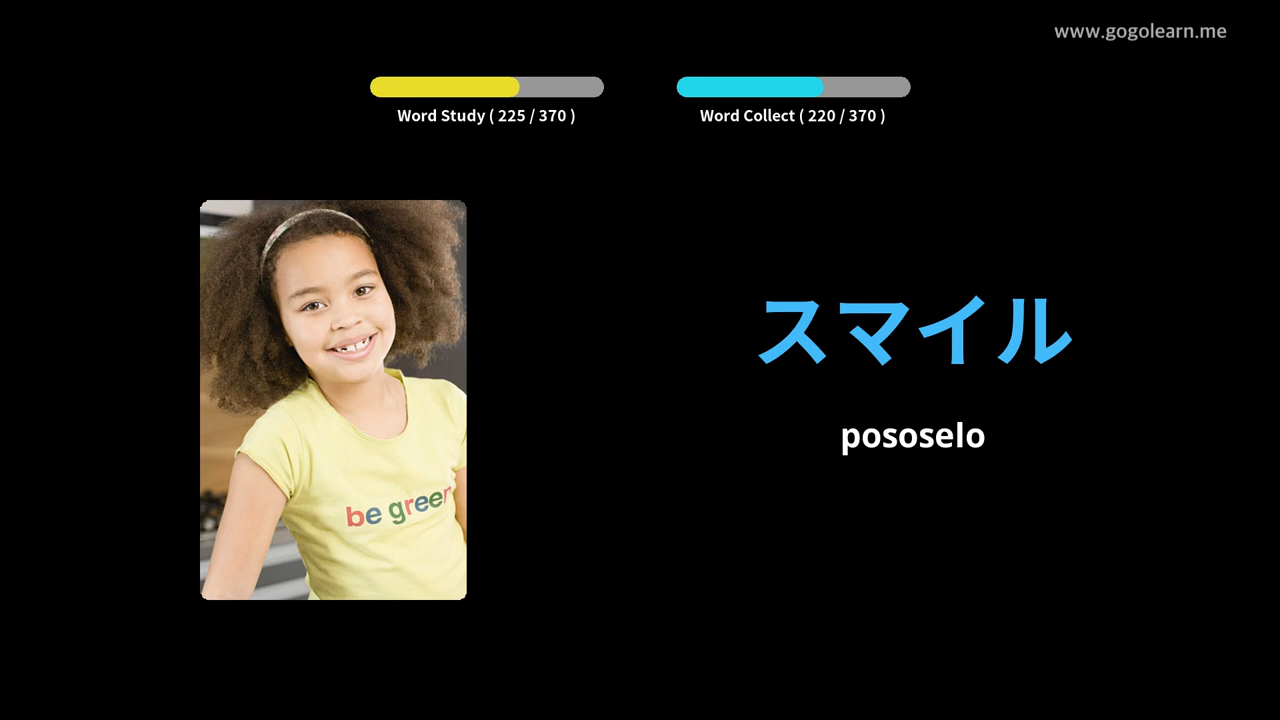 www.gogolearn.me
Word Study ( 225 / 370 )
Word Collect ( 220 / 370 )
スマイル
pososelo
be green